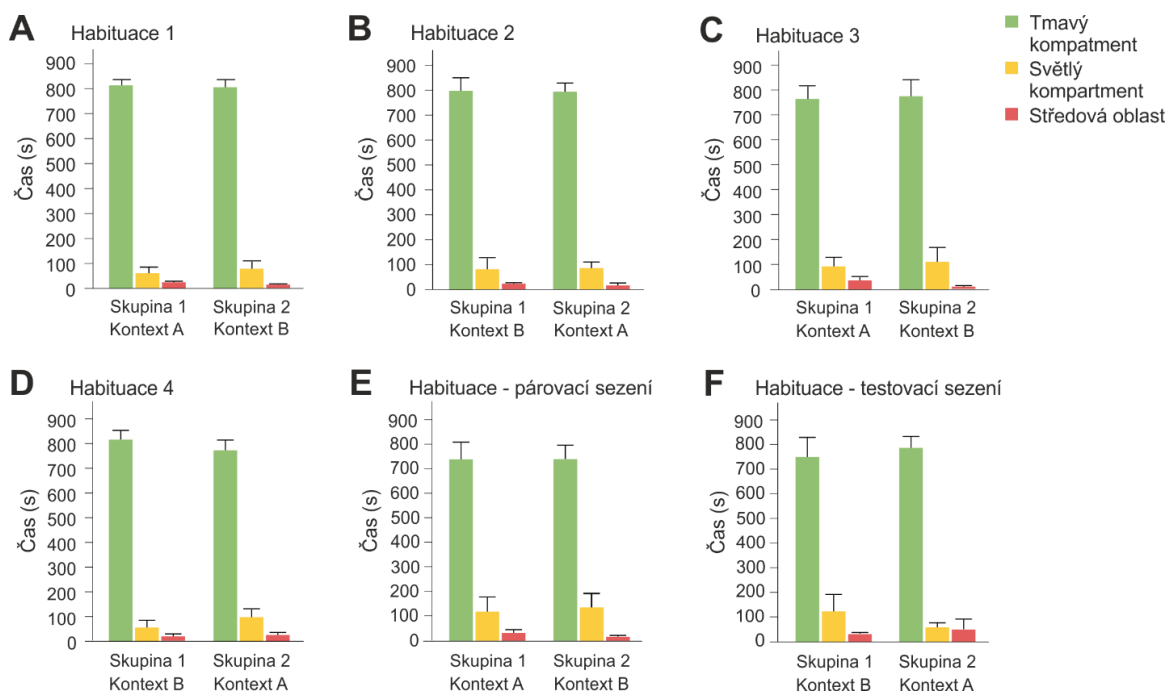 A Habituace 1
Čas (s)
900
800
700
600
500
400
300
200
100
0
Skupina 1 Skupina 2
Kontext A Kontext B
B Habituace 2
Čas (s)
900
800
700
600
500
400
300
200
100
0
Skupina 1 Skupina 2
Kontext B Kontext A
C Habituace 3
Čas (s)
900
800
700
600
500
400
300
200
100
0
Skupina 1 Skupina 2
Kontext A Kontext B
Tmavý
kompatment
Světlý
kompartment
Středová oblast
D Habituace 4
Čas (s)
900
800
700
600
500
400
300
200
100
0
Skupina 1 Skupina 2
Kontext B Kontext A
E Habituace - párovací sezení
Čas (s)
900
800
700
600
500
400
300
200
100
0
Skupina 1 Skupina 2
Kontext A Kontext B
F Habituace - testovací sezení
Čas (s)
900
800
700
600
500
400
300
200
100
0
Skupina 1 Skupina 2
Kontext B Kontext A